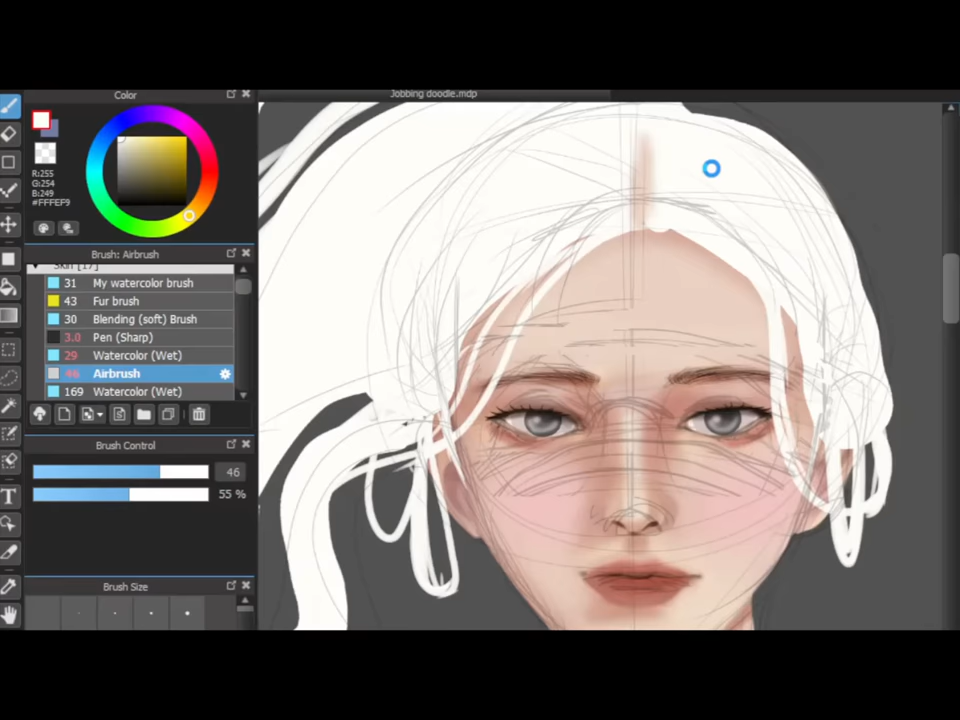 Color
Jobbing doodle.mdp
R:255
G:254
B:249
#FFFEF9
Brush: Airbrush
Skin [17]
31 My watercolor brush
43 Fur brush
30 Blending (soft) Brush
3.0 Pen (Sharp)
29 Watercolor (Wet)
46 Airbrush
169 Watercolor (Wet)
Brush Control
46
55 %
Brush Size